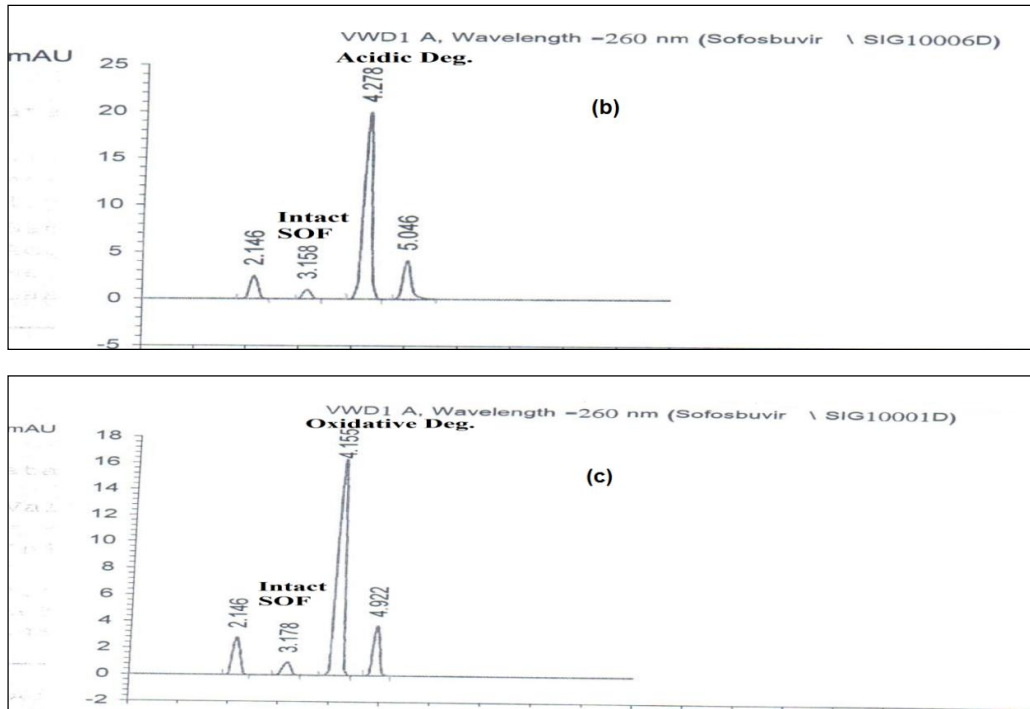 VWD1 A, Wavelength =260 nm (Sofosbuvir \ SIG10006D)
mAU
Acidic Deg.
25
20
15
10
5
0
-5
2.146
Intact
SOF
3.158
4.278
5.046
(b)
VWD1 A, Wavelength =260 nm (Sofosbuvir \ SIG10001D)
mAU
Oxidative Deg.
18
16
14
12
10
8
6
4
2
0
-2
2.146
Intact
SOF
3.178
4.155
4.922
(c)